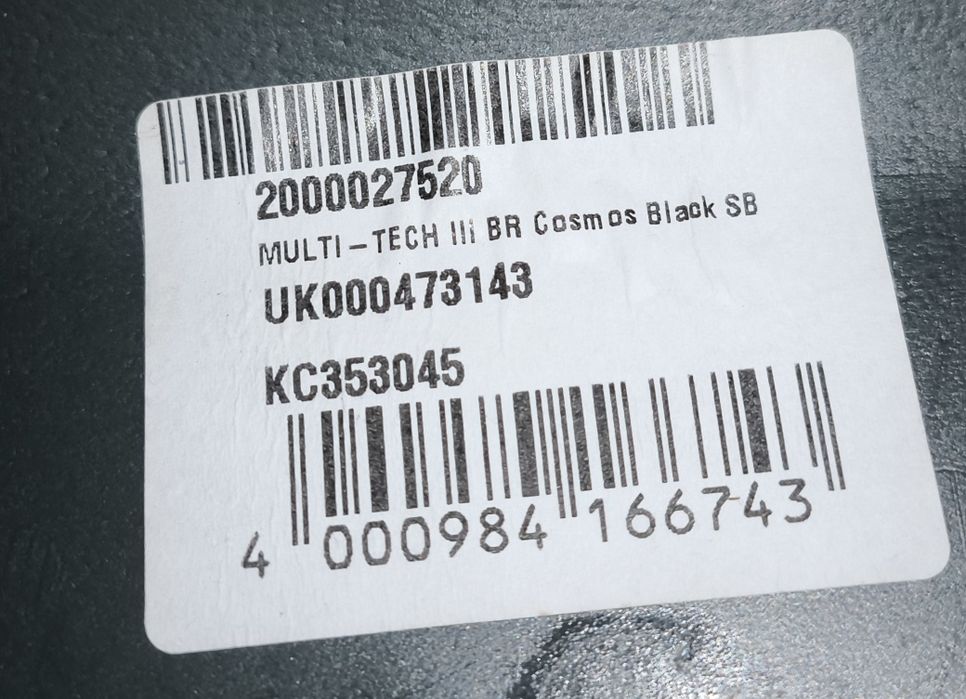 2000027520
MULTI-TECH III BR Cosmos Black SB
UK000473143
KC353045
4 000984 166743